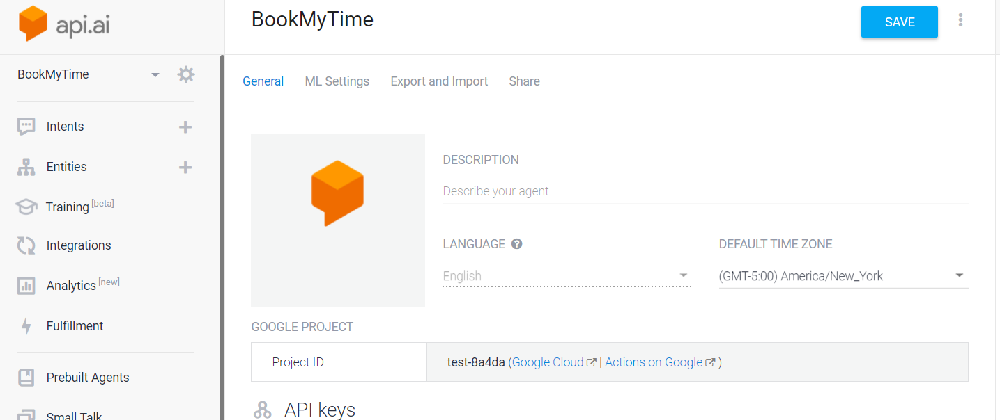 api.ai
BookMyTime
SAVE
BookMyTime
General ML Settings Export and Import Share
Intents
Entities
Training [beta]
Integrations
Analytics [new]
Fulfillment
Prebuilt Agents
Small Talk
DESCRIPTION
Describe your agent
LANGUAGE
DEFAULT TIME ZONE
English
(GMT-5:00) America/New_York
GOOGLE PROJECT
Project ID
test-8a4da (Google Cloud | Actions on Google )
API keys